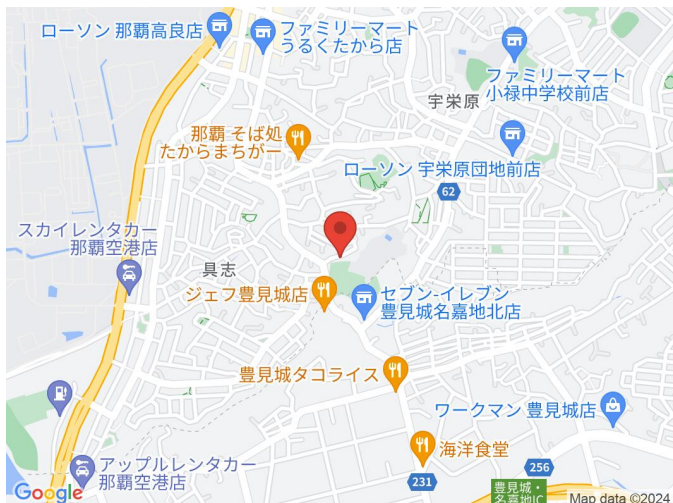 ローソン 那覇高良店
ファミリーマート
うるくたから店
ファミリーマート
小禄中学校前店
宇栄原
那覇 そば処
たからまちがー
ローソン 宇栄原団地前店
62
スカイレンタカー
那覇空港店
具志
ジェフ豊見城店
セブン-イレブン
豊見城名嘉地北店
豊見城タコライス
ワークマン 豊見城店
海洋食堂
アップルレンタカー
那覇空港店
256
231
豊見城・
名嘉地IC
Google
Map data ©2024